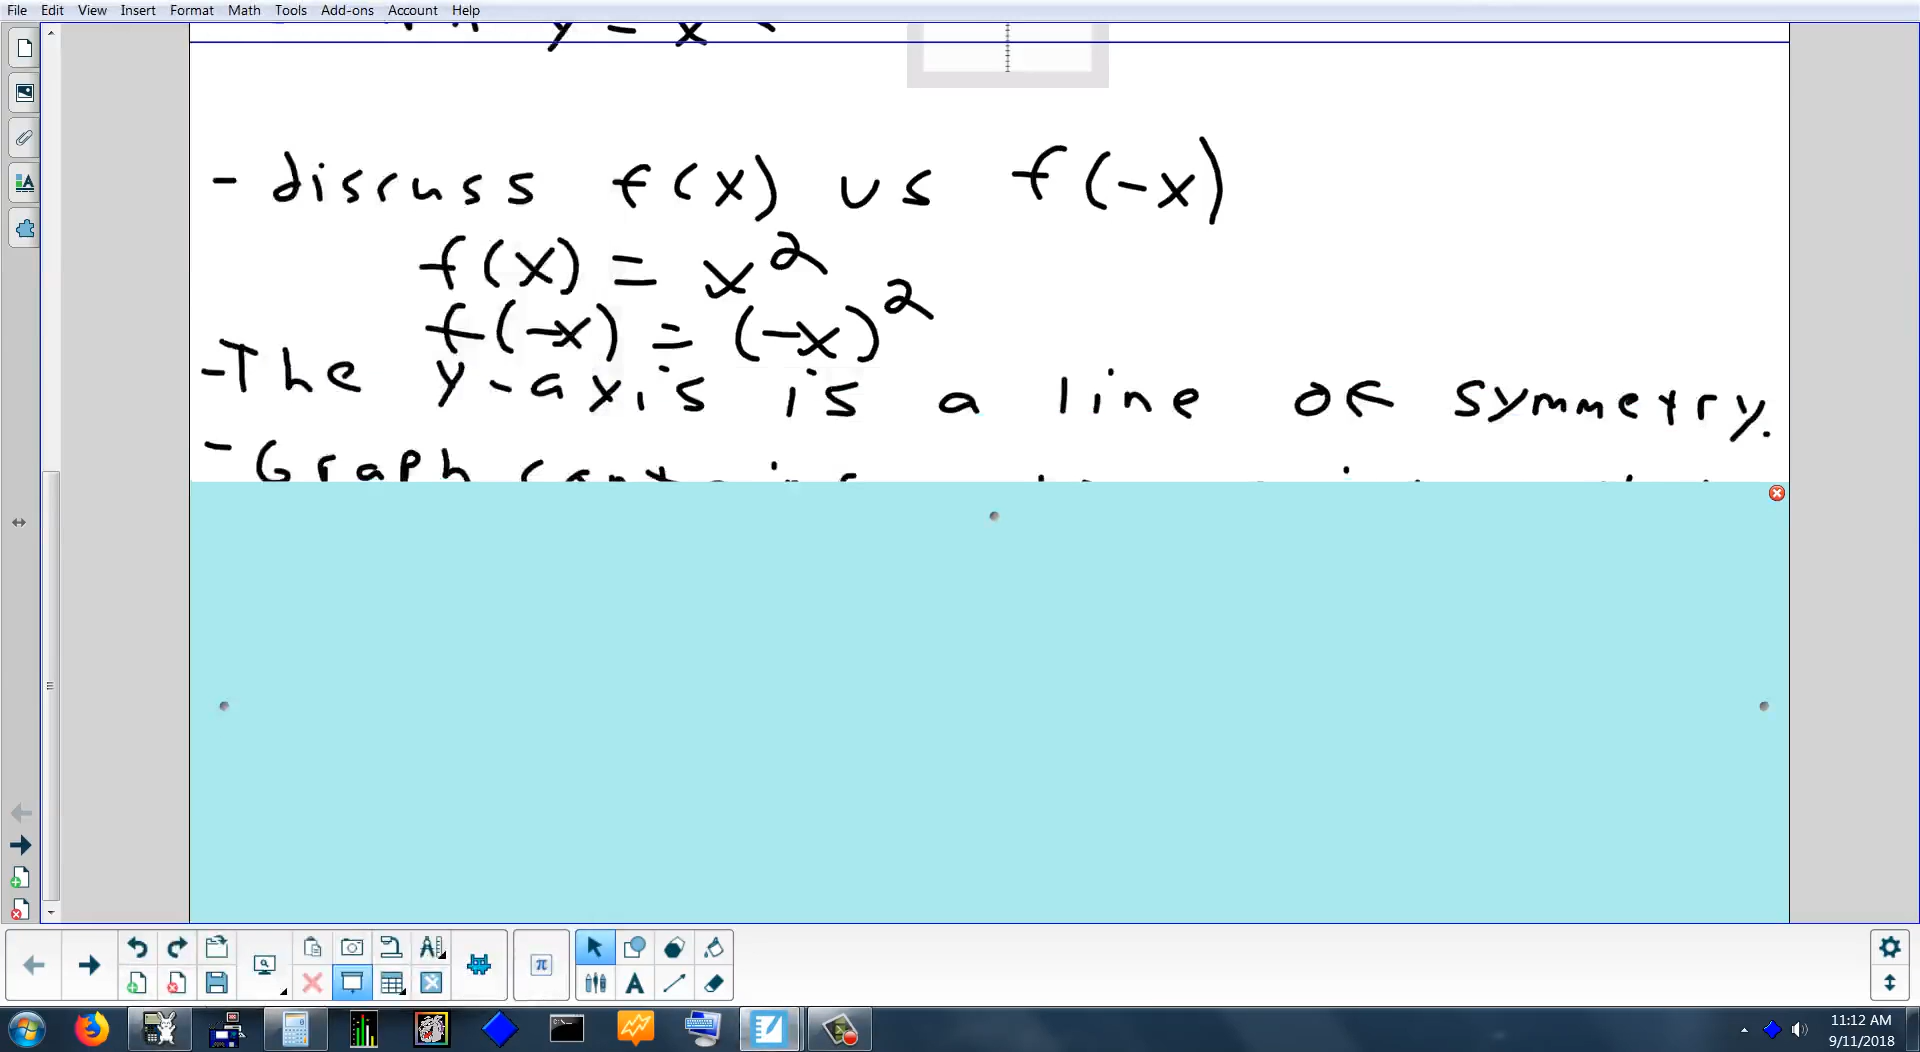 File Edit View Insert Format Math Tools Add-ons Account Help
y = x
- discuss f(x) vs f(-x)
f(x) = x²
f(-x) = (-x)²
- The y-axis is a line of symmetry.
- Graph
π
A
11:12 AM
9/11/2018